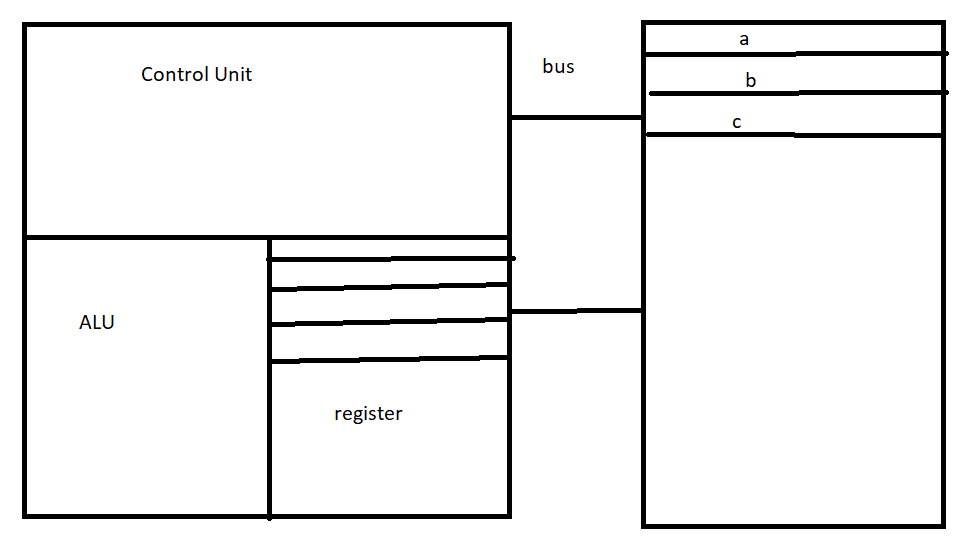 Control Unit
bus
a
b
c
ALU
register